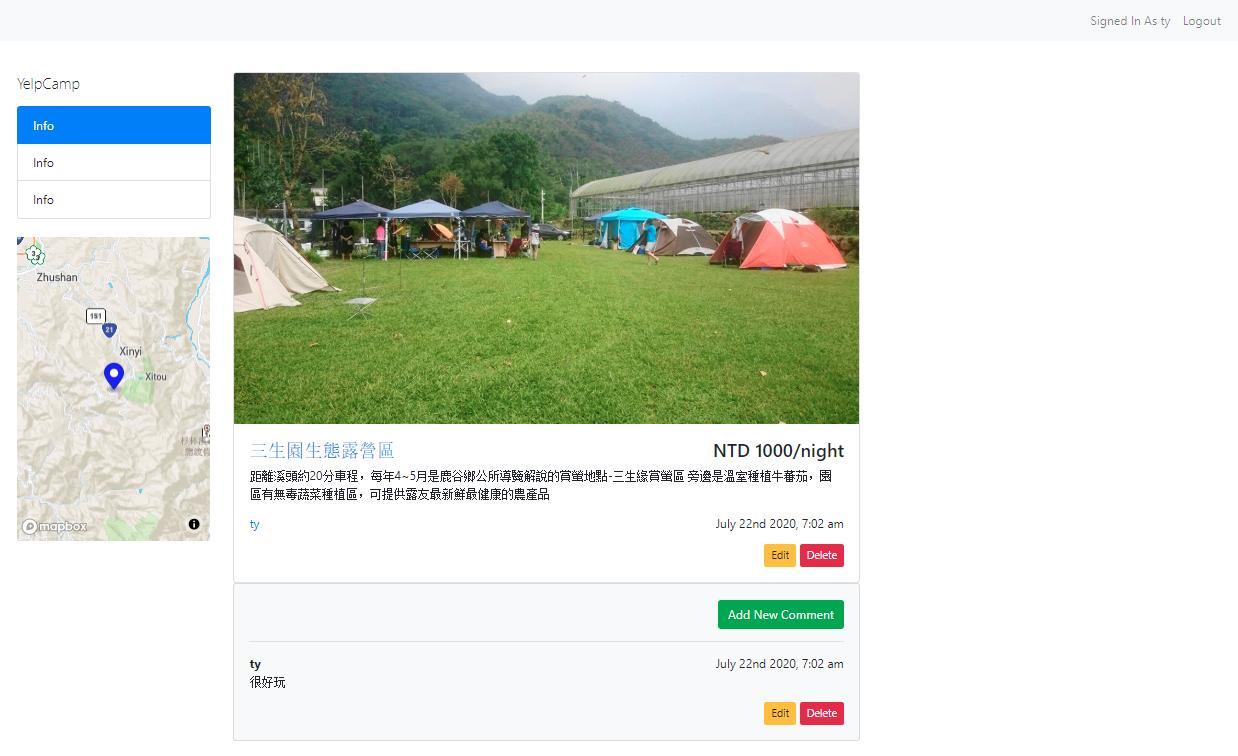 Signed In As ty Logout
YelpCamp
Info
Info
Info
3
Zhushan
151
21
Xinyi
Xitou
mapbox
三生園生態露營區
NTD 1000/night
距離溪頭約20分車程，每年4~5月是鹿谷鄉公所導覽解說的賞螢地點-三生緣賞螢區 旁邊是溫室種植牛蕃茄，園
區有無毒蔬菜種植區，可提供露友最新鮮最健康的農產品
ty
July 22nd 2020, 7:02 am
Edit Delete
Add New Comment
ty
July 22nd 2020, 7:02 am
很好玩
Edit Delete